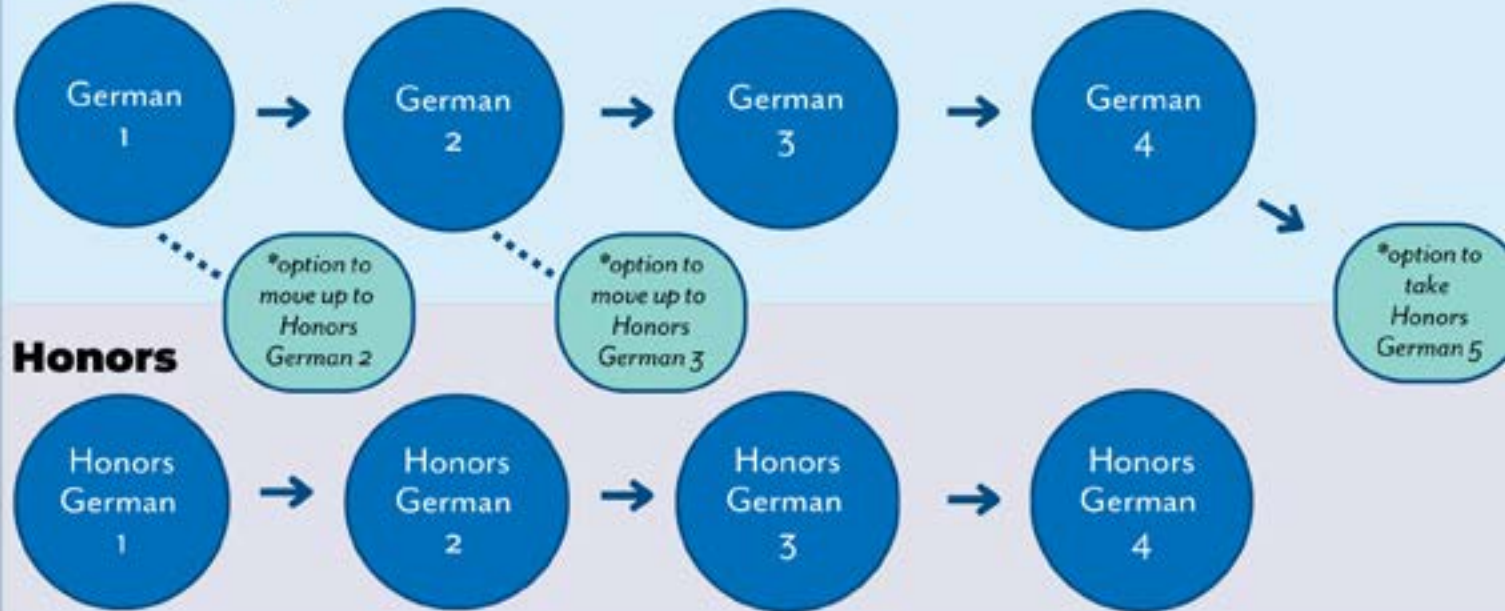 German
1
German
2
German
3
German
4
*option to
move up to
Honors
German 2
*option to
move up to
Honors
German 3
*option to
take
Honors
German 5
Honors
Honors
German
1
Honors
German
2
Honors
German
3
Honors
German
4